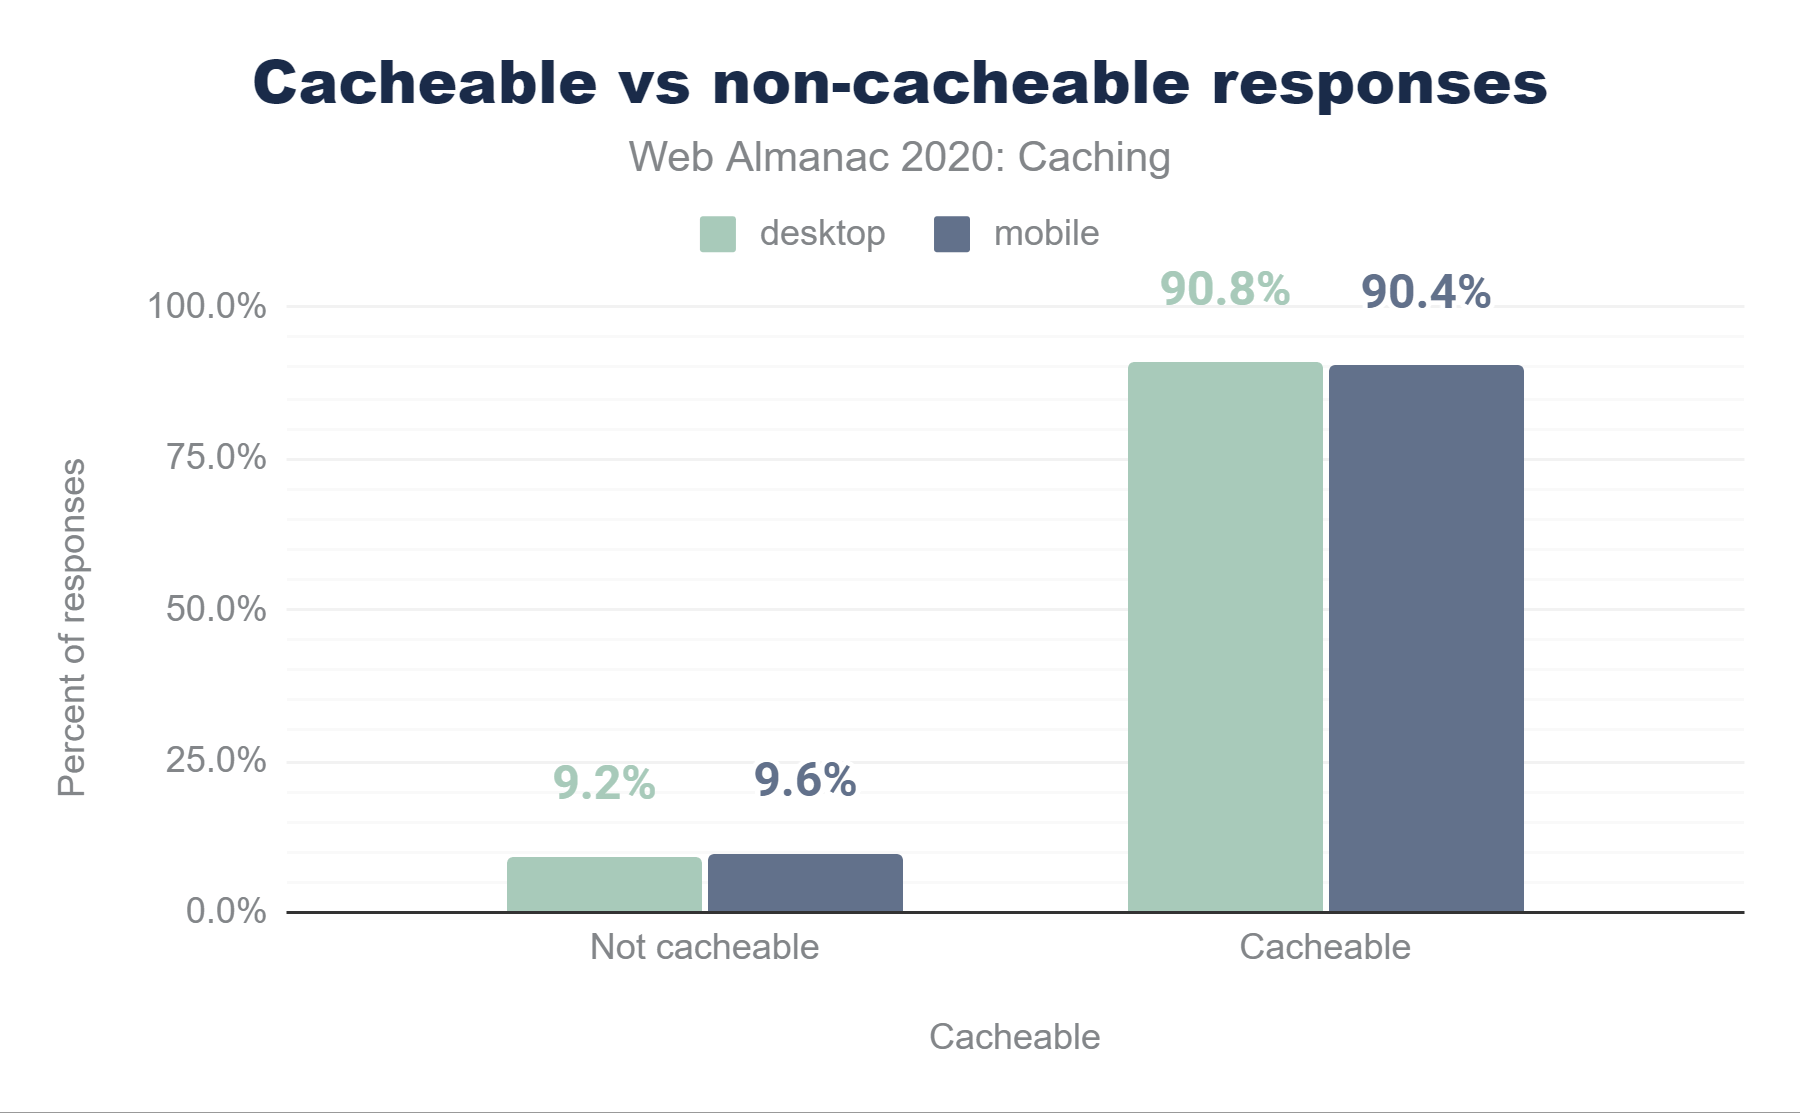 Cacheable vs non-cacheable responses
Web Almanac 2020: Caching
desktop
mobile
90.8%
90.4%
100.0%
75.0%
50.0%
25.0%
0.0%
Percent of responses
9.2%
9.6%
Not cacheable
Cacheable
Cacheable